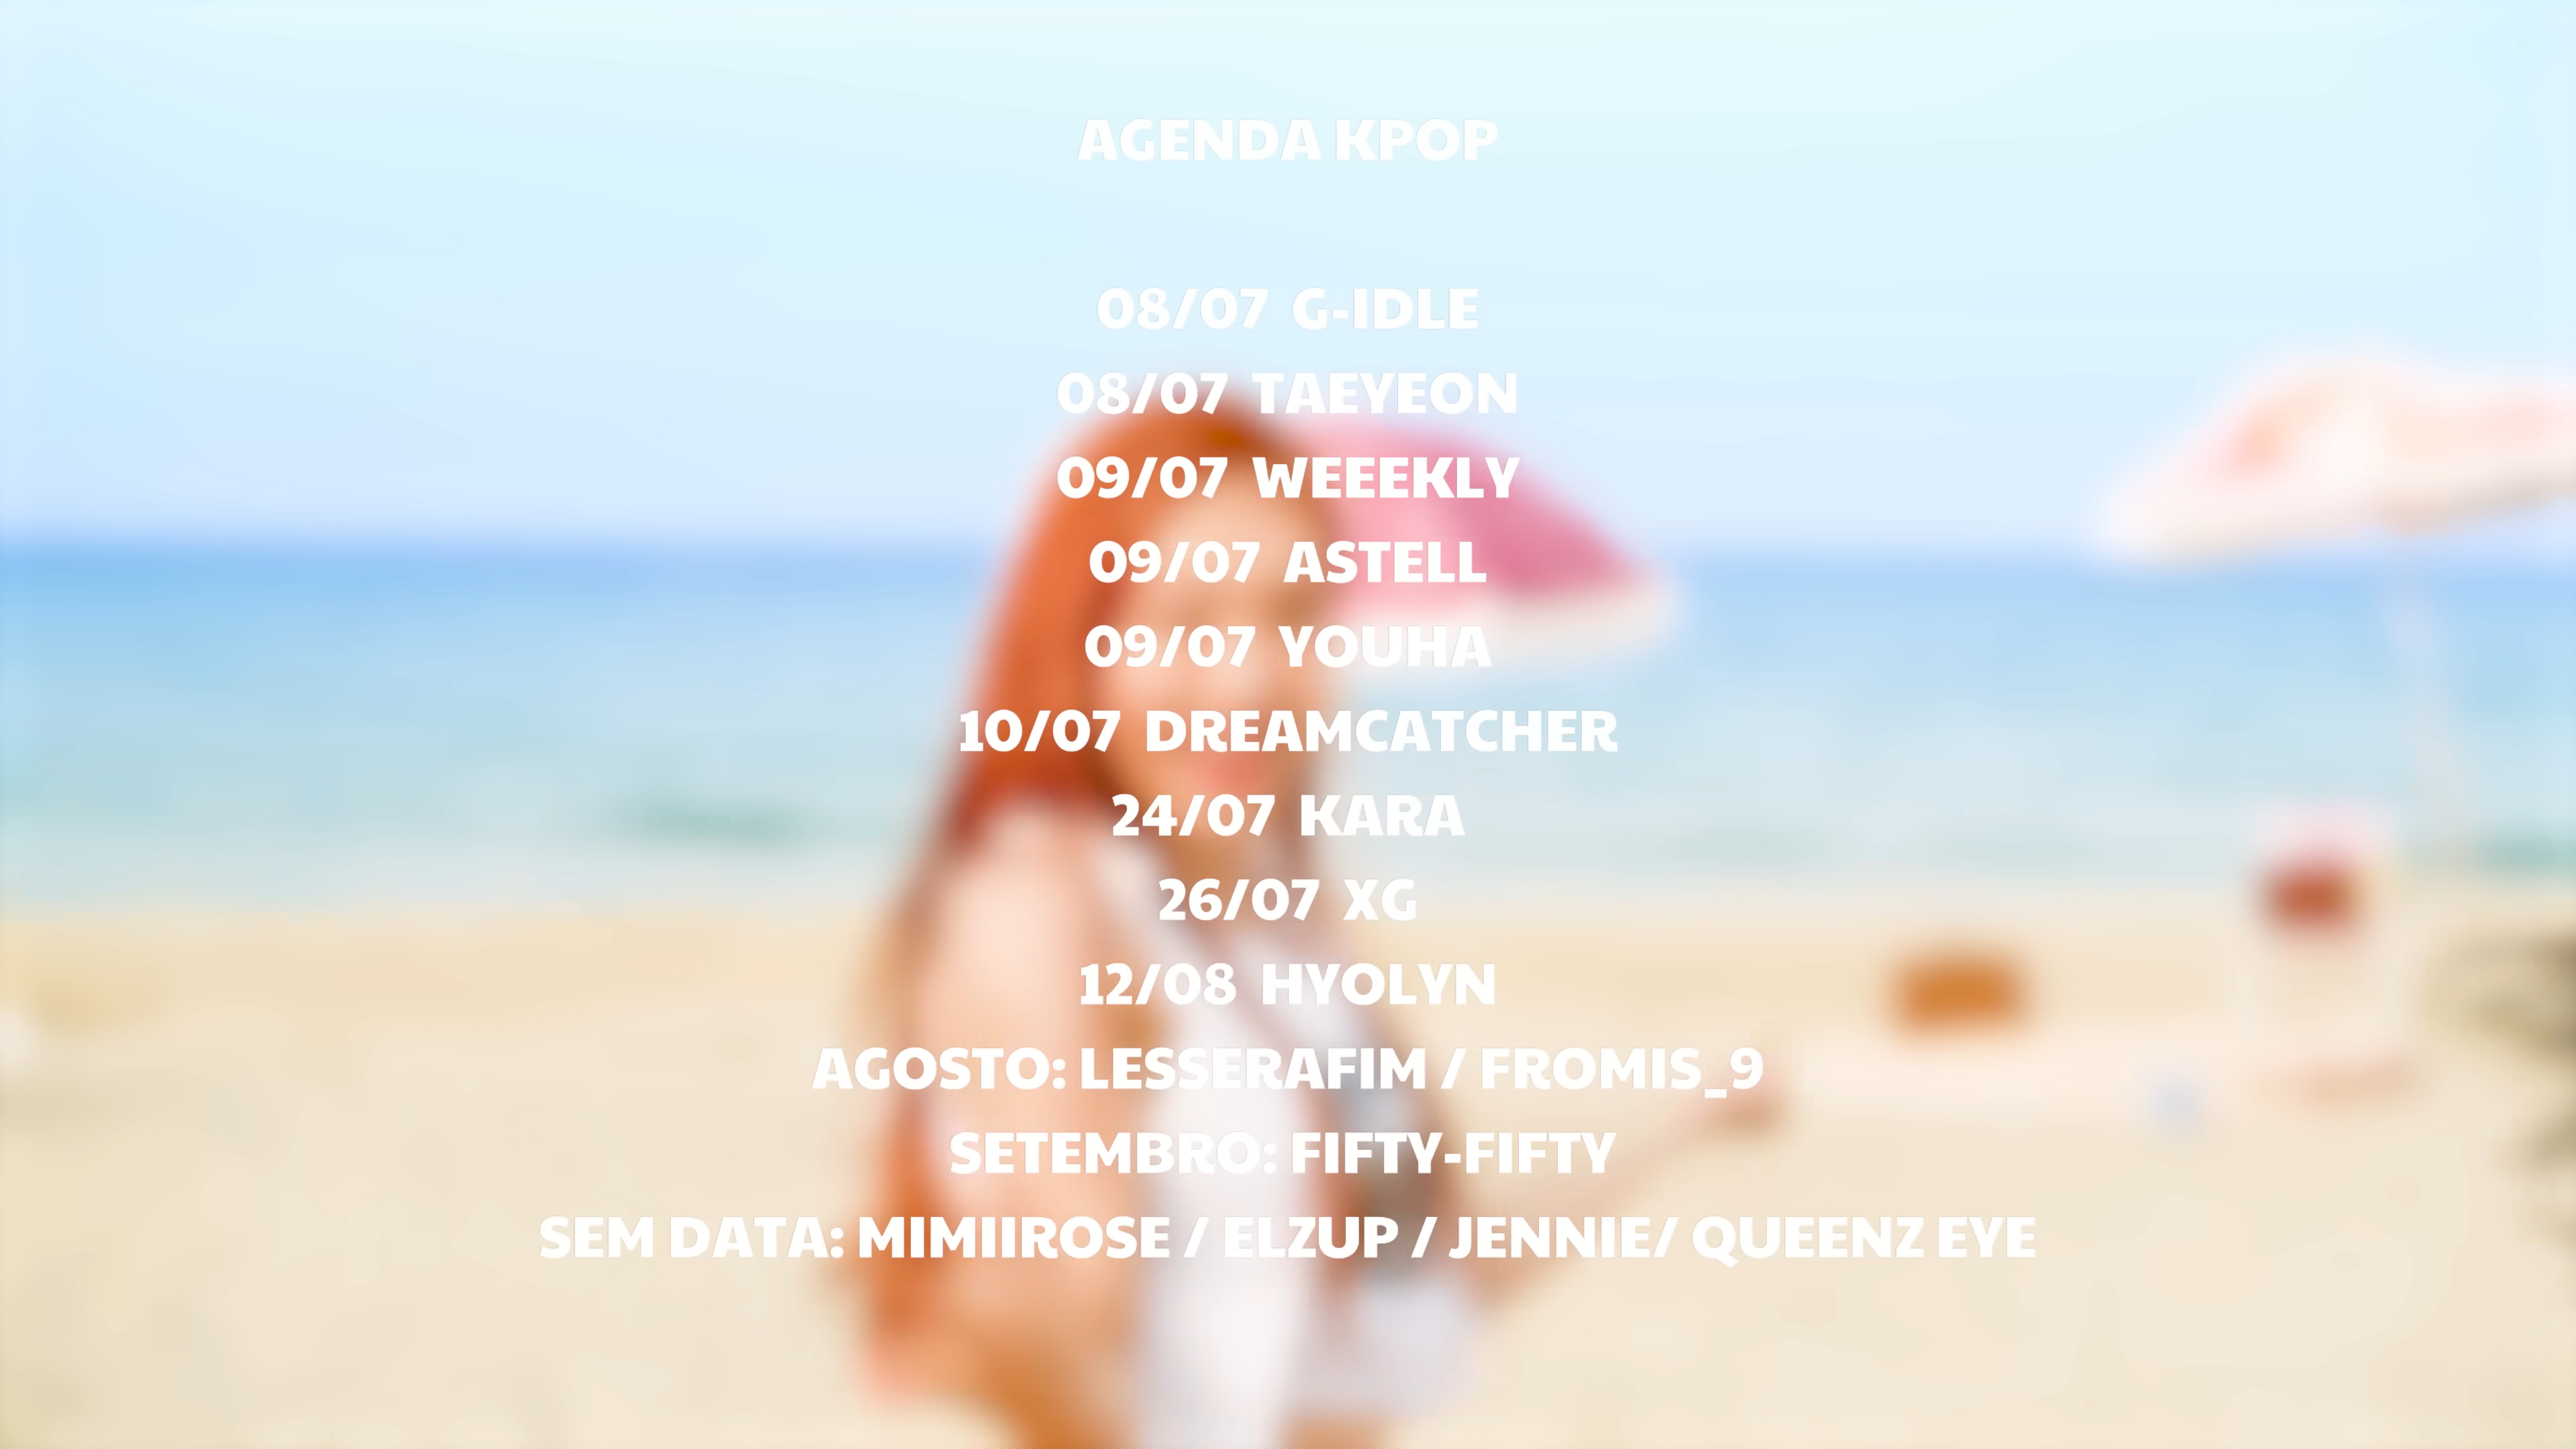 AGENDA KPOP
08/07 G-IDLE
08/07 TAEYEON
09/07 WEEEKLY
09/07 ASTELL
09/07 YOUHA
10/07 DREAMCATCHER
24/07 KARA
26/07 XG
12/08 HYOLYN
AGOSTO: LESSERAFIM / FROMIS_9
SETEMBRO: FIFTY-FIFTY
SEM DATA: MIMIIROSE / ELZUP / JENNIE/ QUEENZ EYE